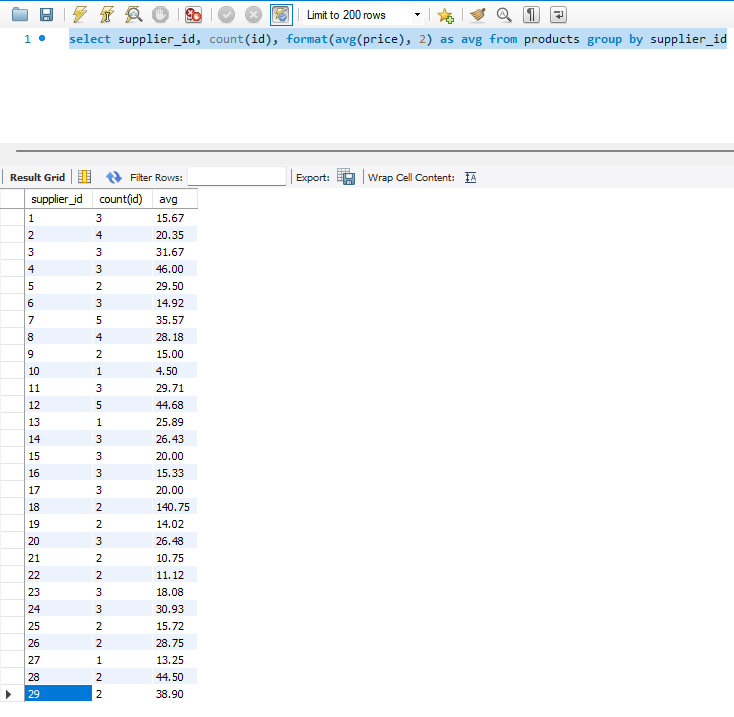 Limit to 200 rows
1 select supplier_id, count(id), format(avg(price), 2) as avg from products group by supplier_id
Result Grid Filter Rows: Export: Wrap Cell Content:
supplier_id count(id) avg
1 3 15.67
2 4 20.35
3 3 31.67
4 3 46.00
5 2 29.50
6 3 14.92
7 5 35.57
8 4 28.18
9 2 15.00
10 1 4.50
11 3 29.71
12 5 44.68
13 1 25.89
14 3 26.43
15 3 20.00
16 3 15.33
17 3 20.00
18 2 140.75
19 2 14.02
20 3 26.48
21 2 10.75
22 2 11.12
23 3 18.08
24 3 30.93
25 2 15.72
26 2 28.75
27 1 13.25
28 2 44.50
29 2 38.90